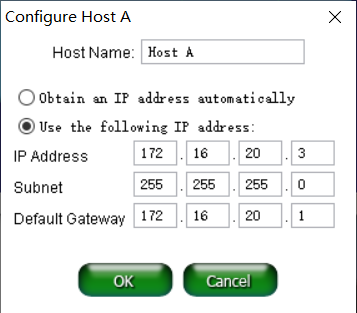 Configure Host A
Host Name: Host A
Obtain an IP address automatically
Use the following IP address:
IP Address 172 . 16 . 20 . 3
Subnet 255 . 255 . 255 . 0
Default Gateway 172 . 16 . 20 . 1
OK Cancel